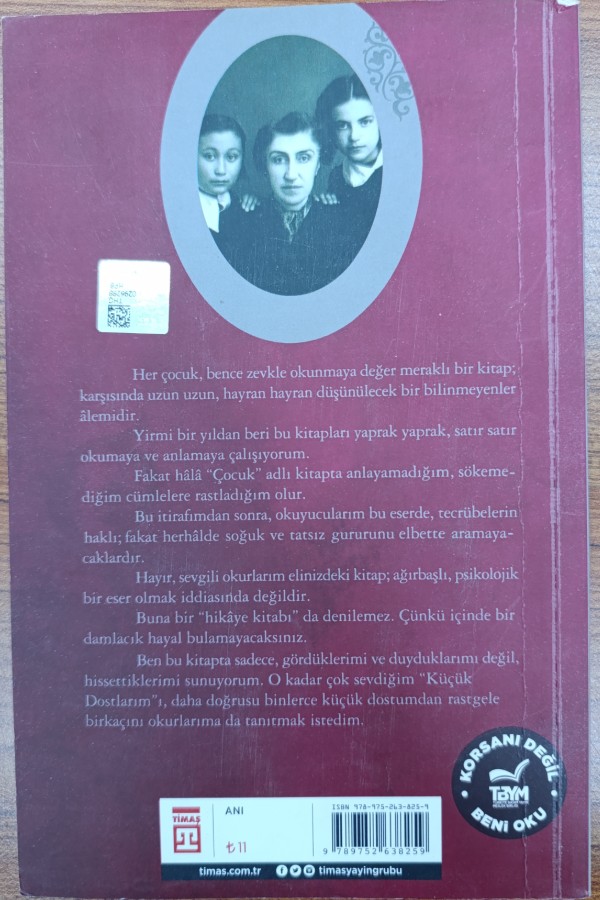 THC
029629B
Her çocuk, bence zevkle okunmaya değer meraklı bir kitap;
karşısında uzun uzun, hayran hayran düşünülecek bir bilinmeyenler
âlemidir.
Yirmi bir yıldan beri bu kitapları yaprak yaprak, satır satır
okumaya ve anlamaya çalışıyorum.
Fakat hâlâ “Çocuk” adlı kitapta anlayamadığım, sökeme-
diğim cümlelere rastladığım olur.
Bu itirafımdan sonra, okuyucularım bu eserde, tecrübelerin
haklı; fakat herhâlde soğuk ve tatsız gururunu elbette aramaya-
caklardır.
Hayır, sevgili okurlarım elinizdeki kitap; ağırbaşlı, psikolojik
bir eser olmak iddiasında değildir.
Buna bir “hikâye kitabı” da denilemez. Çünkü içinde bir
damlacık hayal bulamayacaksınız.
Ben bu kitapta sadece, gördüklerimi ve duyduklarımı değil,
hissettiklerimi sunuyorum. O kadar çok sevdiğim “Küçük
Dostlarım”ı, daha doğrusu binlerce küçük dostumdan rastgele
birkaçını okurlarıma da tanıtmak istedim.
KORSANI DEĞİL
TBYM
BENİ OKU
TİMAŞ
ANI
₺ 11
ISBN 978-975-263-825-9
9 789752 638259
timas.com.tr
timasyayingrubu